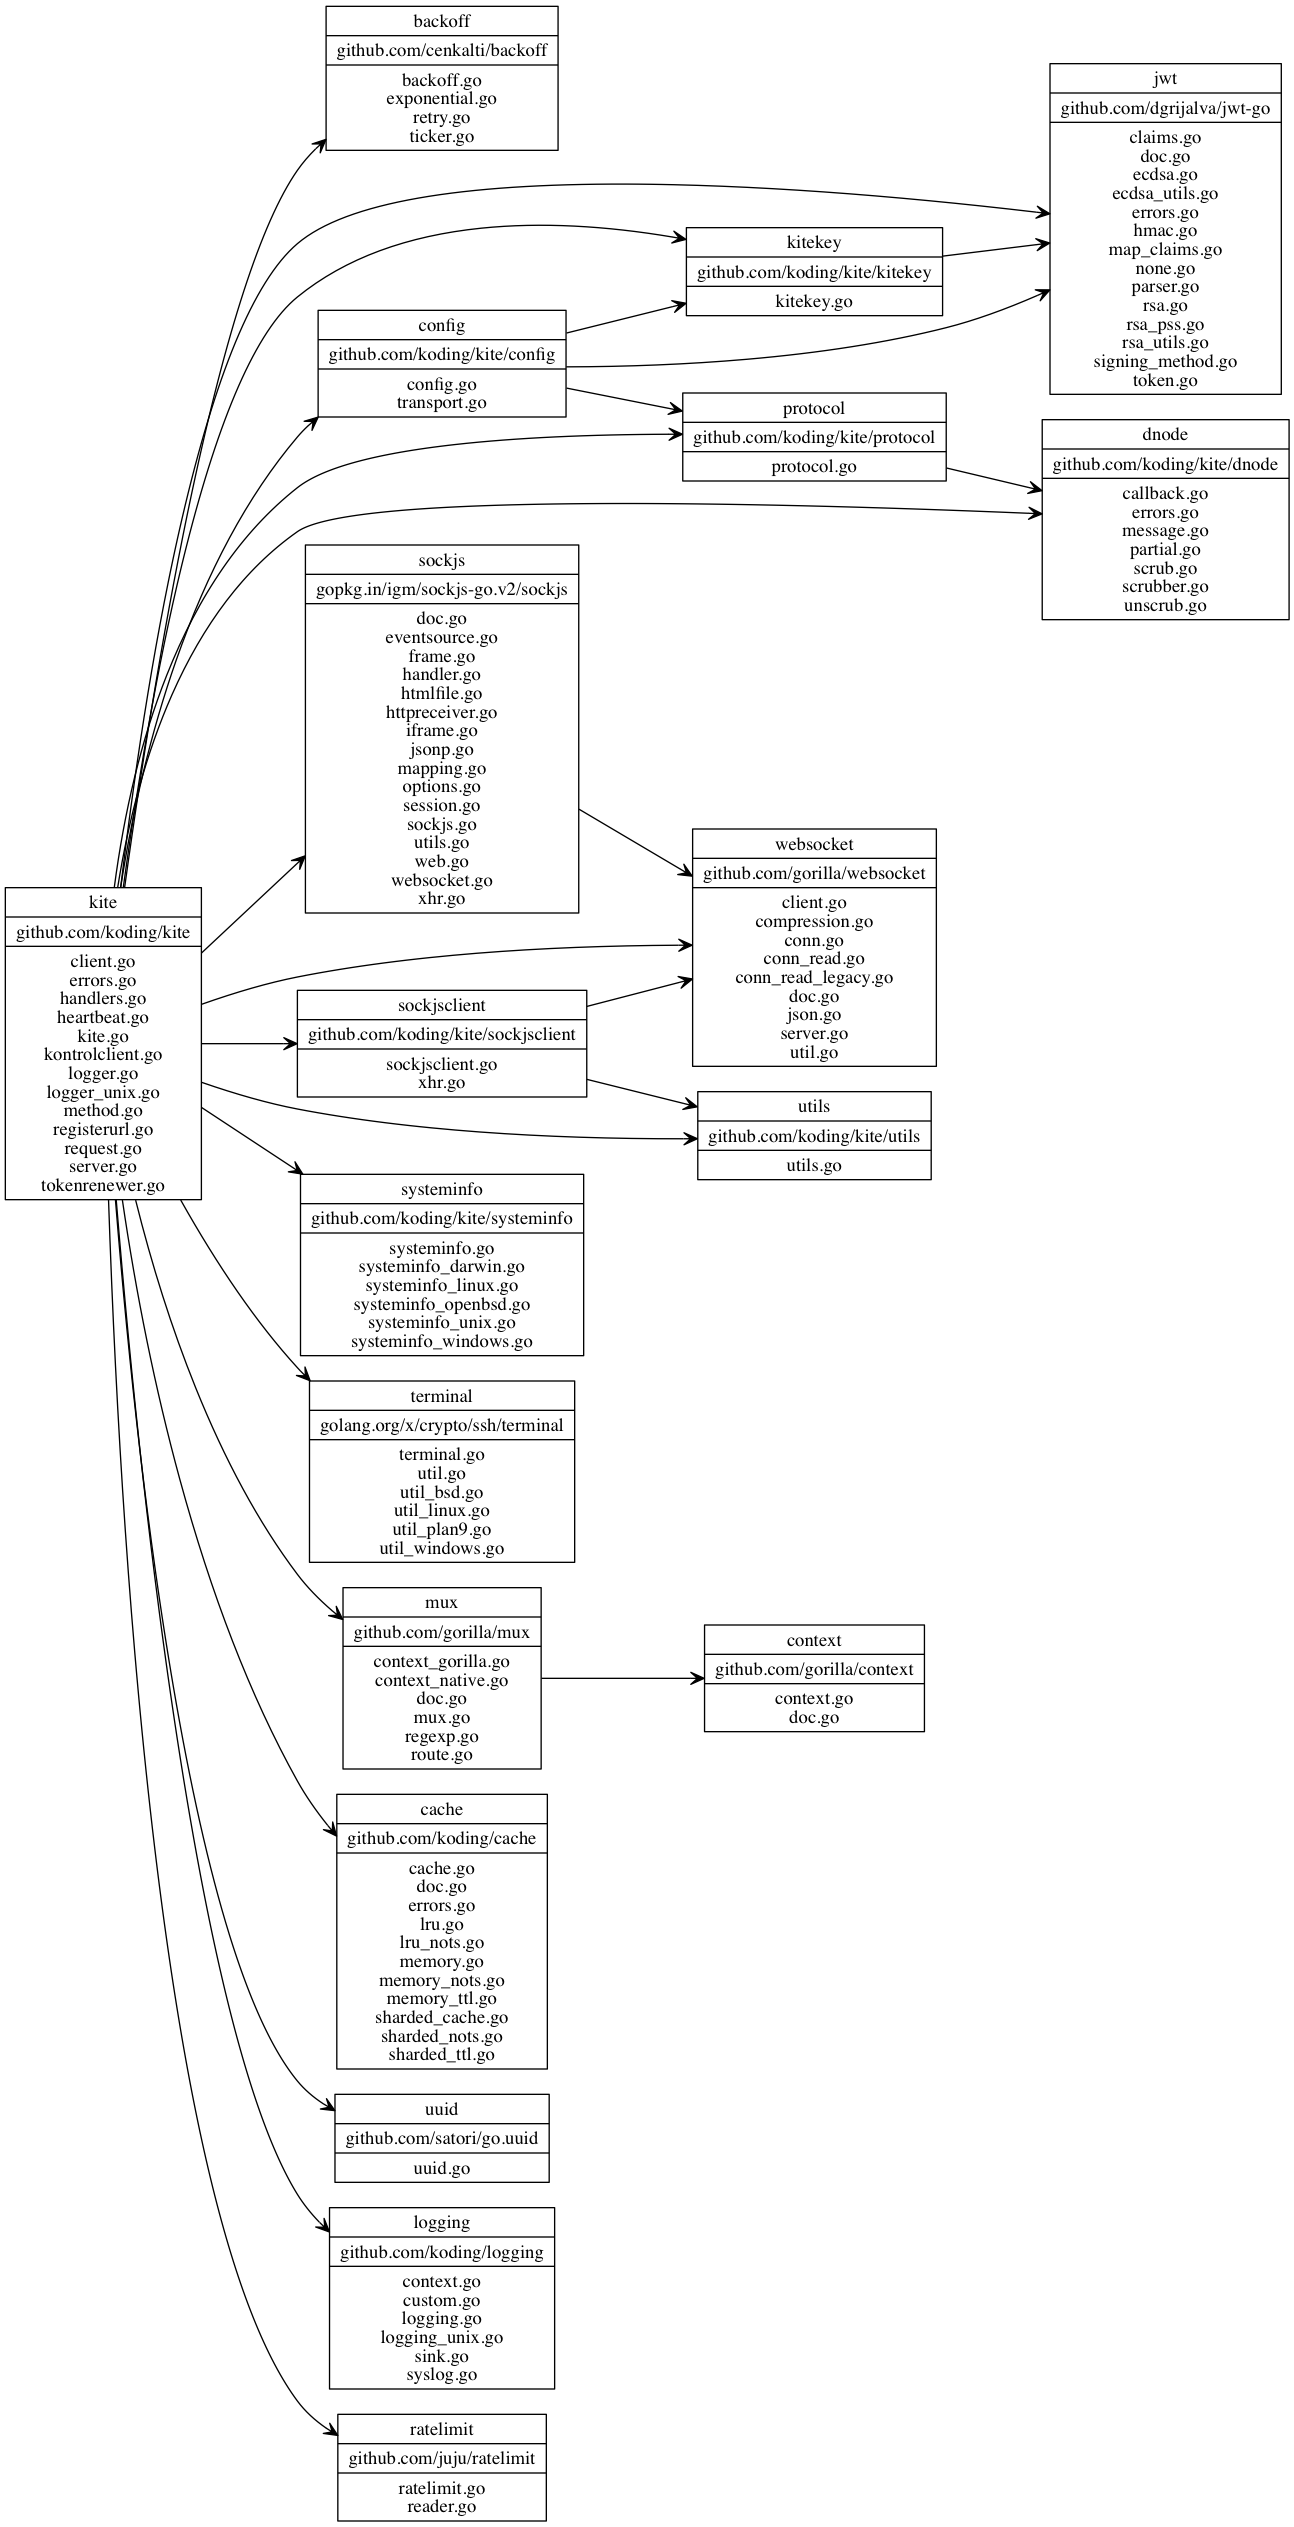 backoff
github.com/cenkalti/backoff
backoff.go
exponential.go
retry.go
ticker.go
jwt
github.com/dgrijalva/jwt-go
claims.go
doc.go
ecdsa.go
ecdsa_utils.go
errors.go
hmac.go
map_claims.go
none.go
parser.go
rsa.go
rsa_pss.go
rsa_utils.go
signing_method.go
token.go
kitekey
github.com/koding/kite/kitekey
kitekey.go
config
github.com/koding/kite/config
config.go
transport.go
protocol
github.com/koding/kite/protocol
protocol.go
dnode
github.com/koding/kite/dnode
callback.go
errors.go
message.go
partial.go
scrub.go
scrubber.go
unscrub.go
sockjs
gopkg.in/igm/sockjs-go.v2/sockjs
doc.go
eventsource.go
frame.go
handler.go
htmlfile.go
httpreceiver.go
iframe.go
jsonp.go
mapping.go
options.go
session.go
sockjs.go
utils.go
web.go
websocket.go
xhr.go
websocket
github.com/gorilla/websocket
client.go
compression.go
conn.go
conn_read.go
conn_read_legacy.go
doc.go
json.go
server.go
util.go
kite
github.com/koding/kite
client.go
errors.go
handlers.go
heartbeat.go
kite.go
kontrolclient.go
logger.go
logger_unix.go
method.go
registerurl.go
request.go
server.go
tokenrenewer.go
sockjsclient
github.com/koding/kite/sockjsclient
sockjsclient.go
xhr.go
utils
github.com/koding/kite/utils
utils.go
systeminfo
github.com/koding/kite/systeminfo
systeminfo.go
systeminfo_darwin.go
systeminfo_linux.go
systeminfo_openbsd.go
systeminfo_unix.go
systeminfo_windows.go
terminal
golang.org/x/crypto/ssh/terminal
terminal.go
util.go
util_bsd.go
util_linux.go
util_plan9.go
util_windows.go
mux
github.com/gorilla/mux
context_gorilla.go
context_native.go
doc.go
mux.go
regexp.go
route.go
context
github.com/gorilla/context
context.go
doc.go
cache
github.com/koding/cache
cache.go
doc.go
errors.go
lru.go
lru_nots.go
memory.go
memory_nots.go
memory_ttl.go
sharded_cache.go
sharded_nots.go
sharded_ttl.go
uuid
github.com/satori/go.uuid
uuid.go
logging
github.com/koding/logging
context.go
custom.go
logging.go
logging_unix.go
sink.go
syslog.go
ratelimit
github.com/juju/ratelimit
ratelimit.go
reader.go